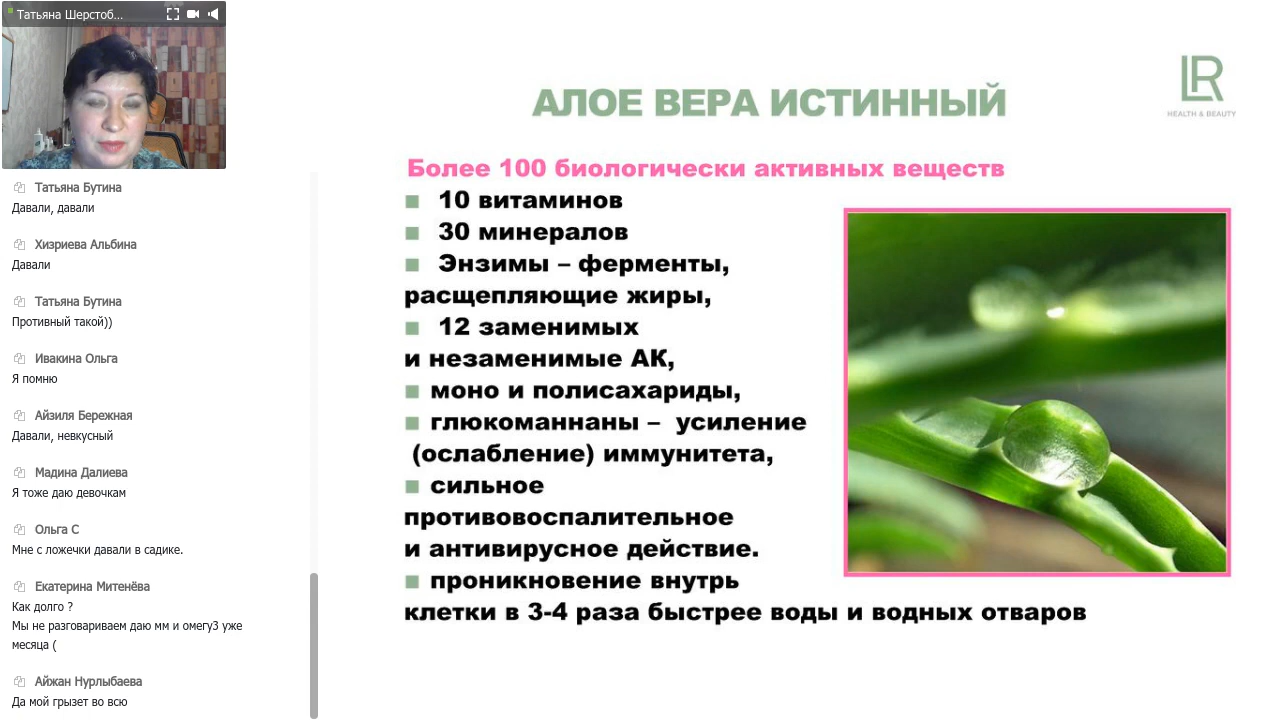 Татьяна Шерстоб...
Татьяна Бутина
Давали, давали
Хизриева Альбина
Давали
Татьяна Бутина
Противный такой))
Ивакина Ольга
Я помню
Айзиля Бережная
Давали, невкусный
Мадина Далиева
Я тоже даю девочкам
Ольга С
Мне с ложечки давали в садике.
Екатерина Митенёва
Как долго ?
Мы не разговариваем даю мм и омегу3 уже
месяца (
Айжан Нурлыбаева
Да мой грызет во всю
АЛОЕ ВЕРА ИСТИННЫЙ
LR
HEALTH & BEAUTY
Более 100 биологически активных веществ
10 витаминов
30 минералов
Энзимы – ферменты,
расщепляющие жиры,
12 заменимых
и незаменимые АК,
моно и полисахариды,
глюкоманнаны – усиление
(ослабление) иммунитета,
сильное
противовоспалительное
и антивирусное действие.
проникновение внутрь
клетки в 3-4 раза быстрее воды и водных отваров